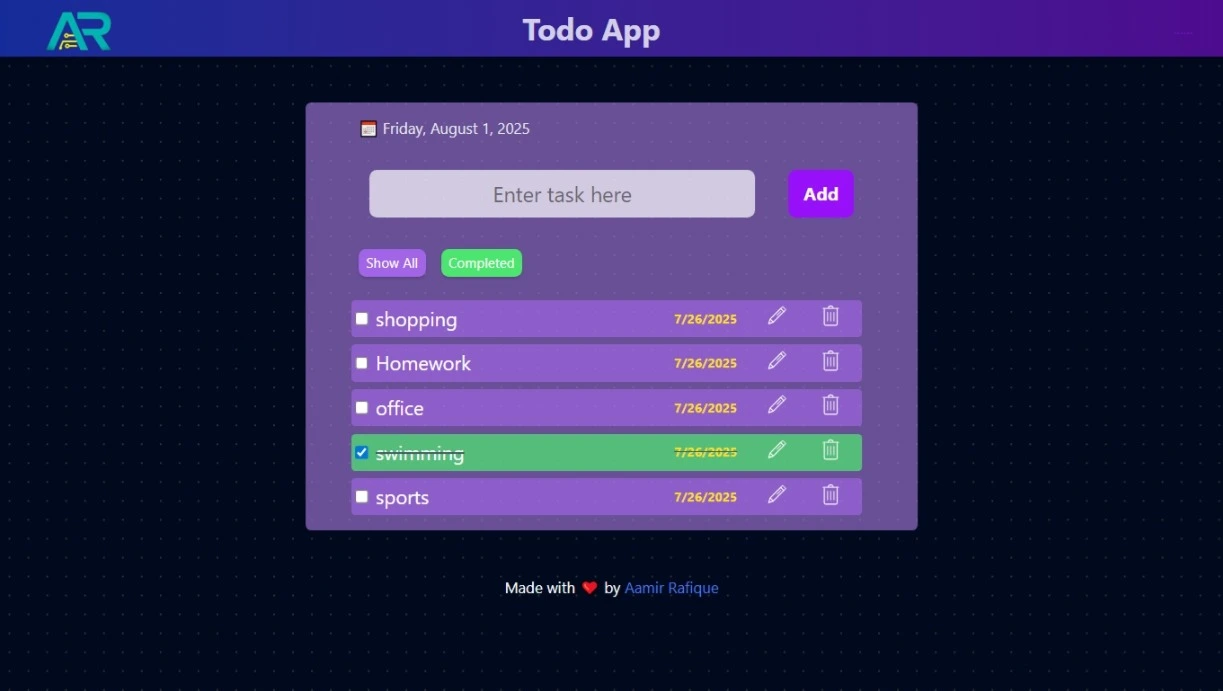 AR
Todo App
Friday, August 1, 2025
Enter task here
Add
Show All
Completed
shopping 7/26/2025
Homework 7/26/2025
office 7/26/2025
swimming 7/26/2025
sports 7/26/2025
Made with ❤️ by Aamir Rafique